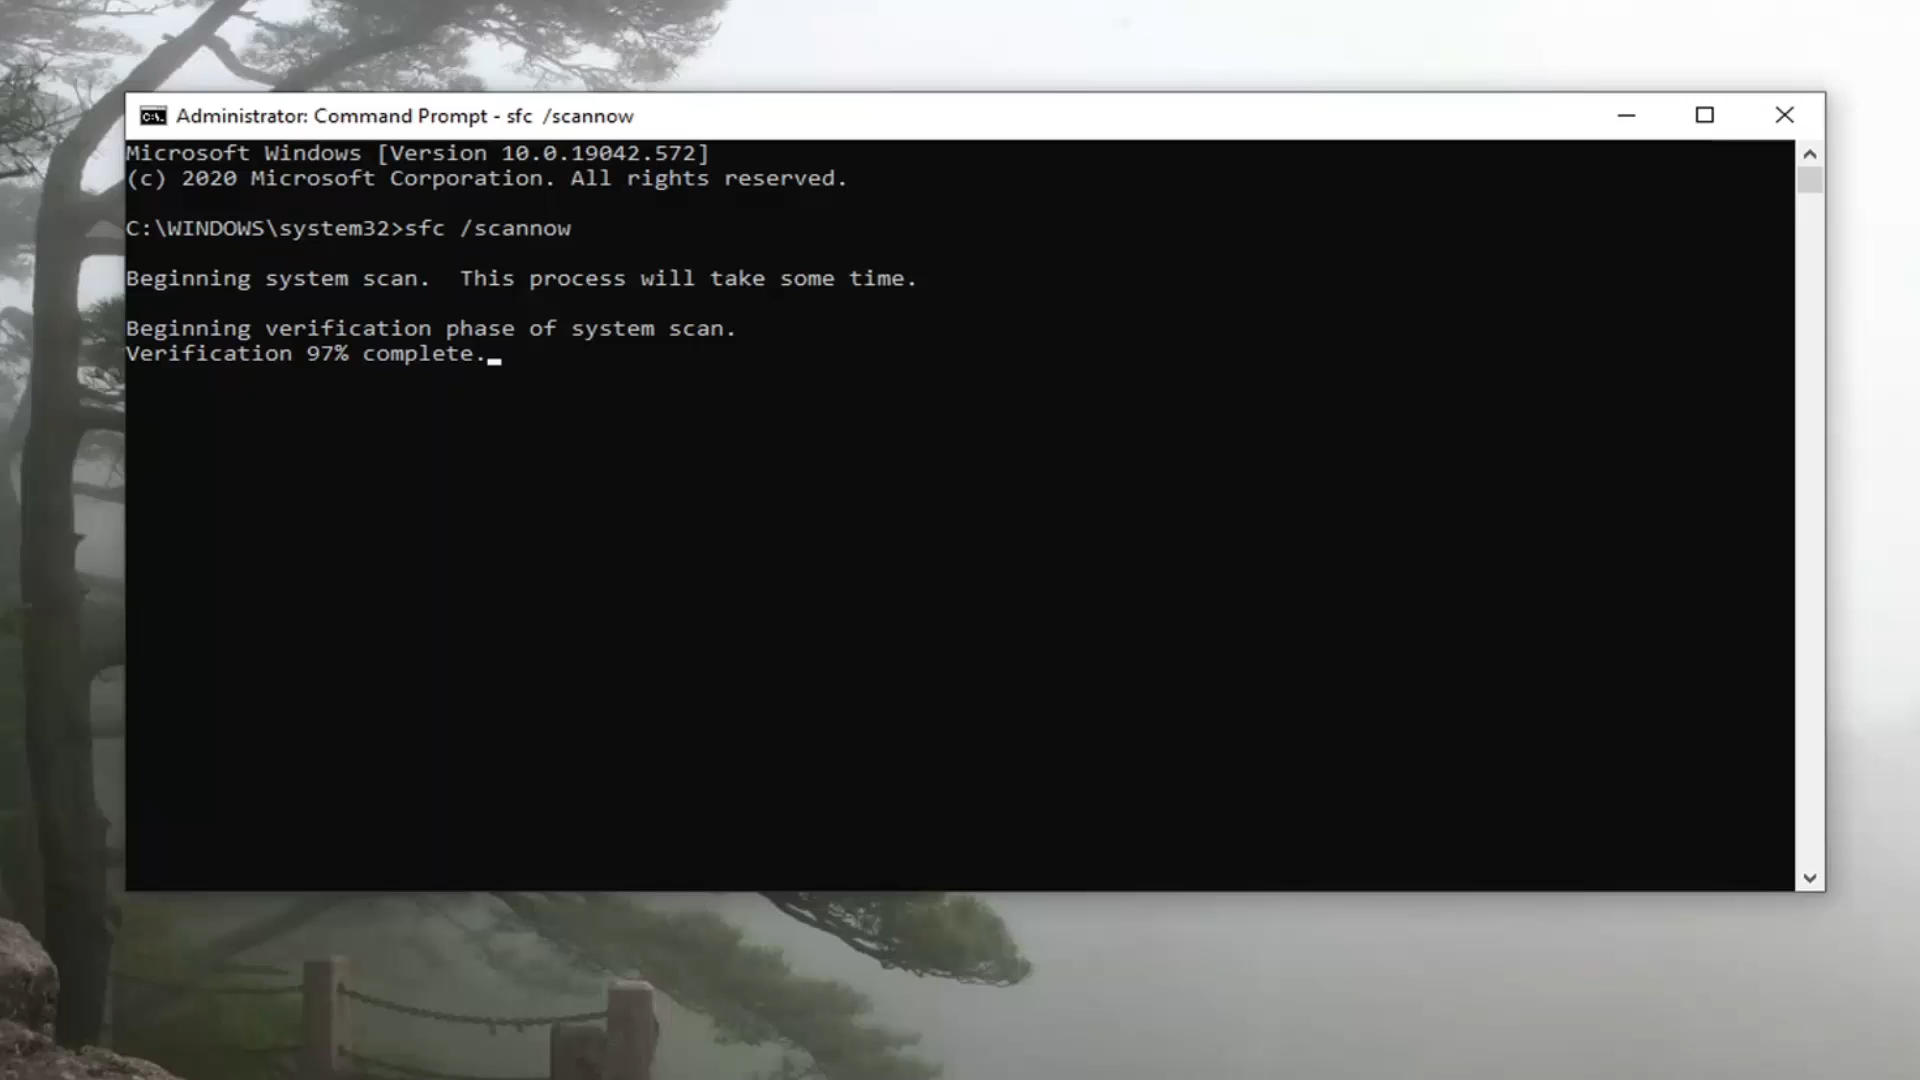 Administrator: Command Prompt - sfc  /scannow
Microsoft Windows [Version 10.0.19042.572]
(c) 2020 Microsoft Corporation. All rights reserved.
C:\WINDOWS\system32>sfc /scannow
Beginning system scan.  This process will take some time.
Beginning verification phase of system scan.
Verification 97% complete.